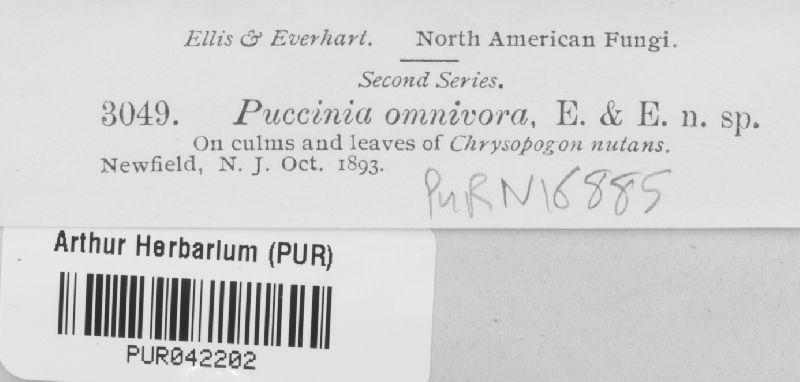 Ellis & Everhart. North American Fungi.
Second Series.
3049. Puccinia omnivora, E. & E. n. sp.
On culms and leaves of Chrysopogon nutans.
Newfield, N. J. Oct. 1893.
PURN16885
Arthur Herbarium (PUR)
PUR042202